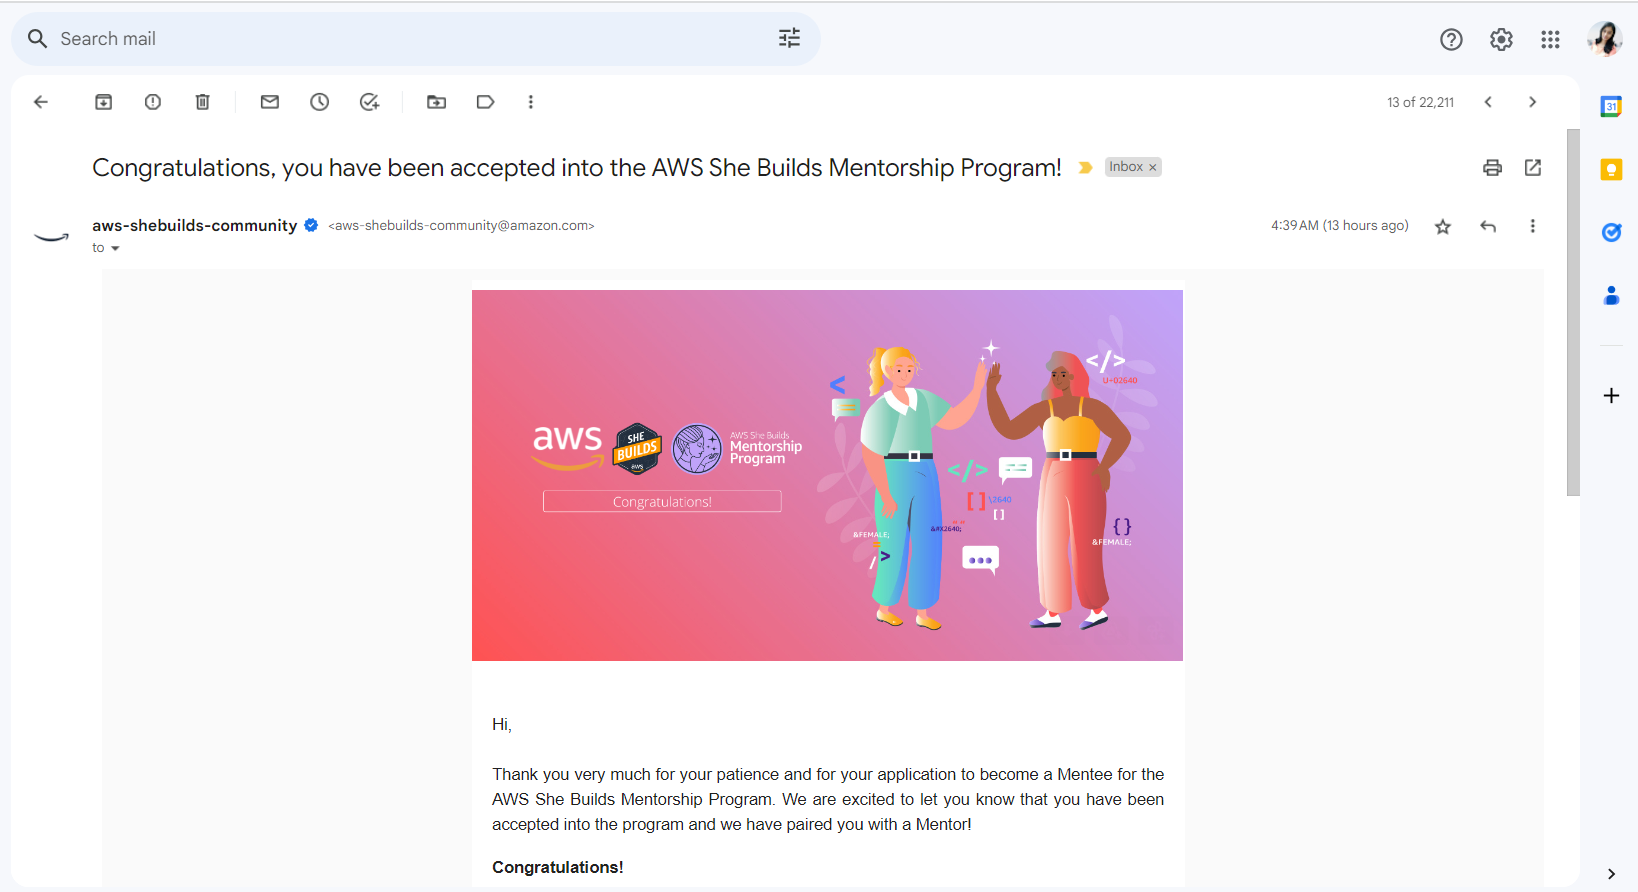 Search mail
13 of 22,211
Congratulations, you have been accepted into the AWS She Builds Mentorship Program!
Inbox ×
31
aws-shebuilds-community <aws-shebuilds-community@amazon.com>
4:39 AM (13 hours ago)
to
</>
U+02640
<
aws
SHE
BUILDS
aws
AWS She Builds
Mentorship
Program
Congratulations!
</>
[ ]
\2640
[ ]
&#X2640;
&FEMALE;
{ }
&FEMALE;
/ >
Hi,
Thank you very much for your patience and for your application to become a Mentee for the
AWS She Builds Mentorship Program. We are excited to let you know that you have been
accepted into the program and we have paired you with a Mentor!
Congratulations!